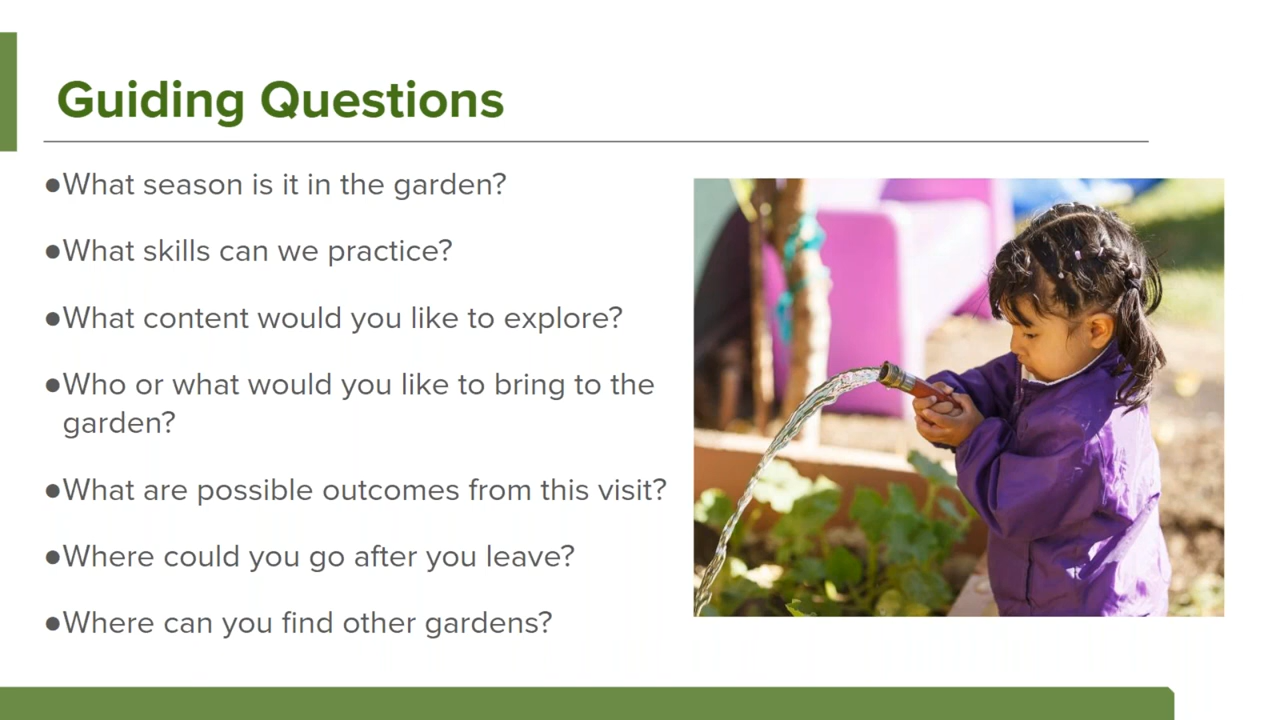 Guiding Questions
●What season is it in the garden?
●What skills can we practice?
●What content would you like to explore?
●Who or what would you like to bring to the
garden?
●What are possible outcomes from this visit?
●Where could you go after you leave?
●Where can you find other gardens?